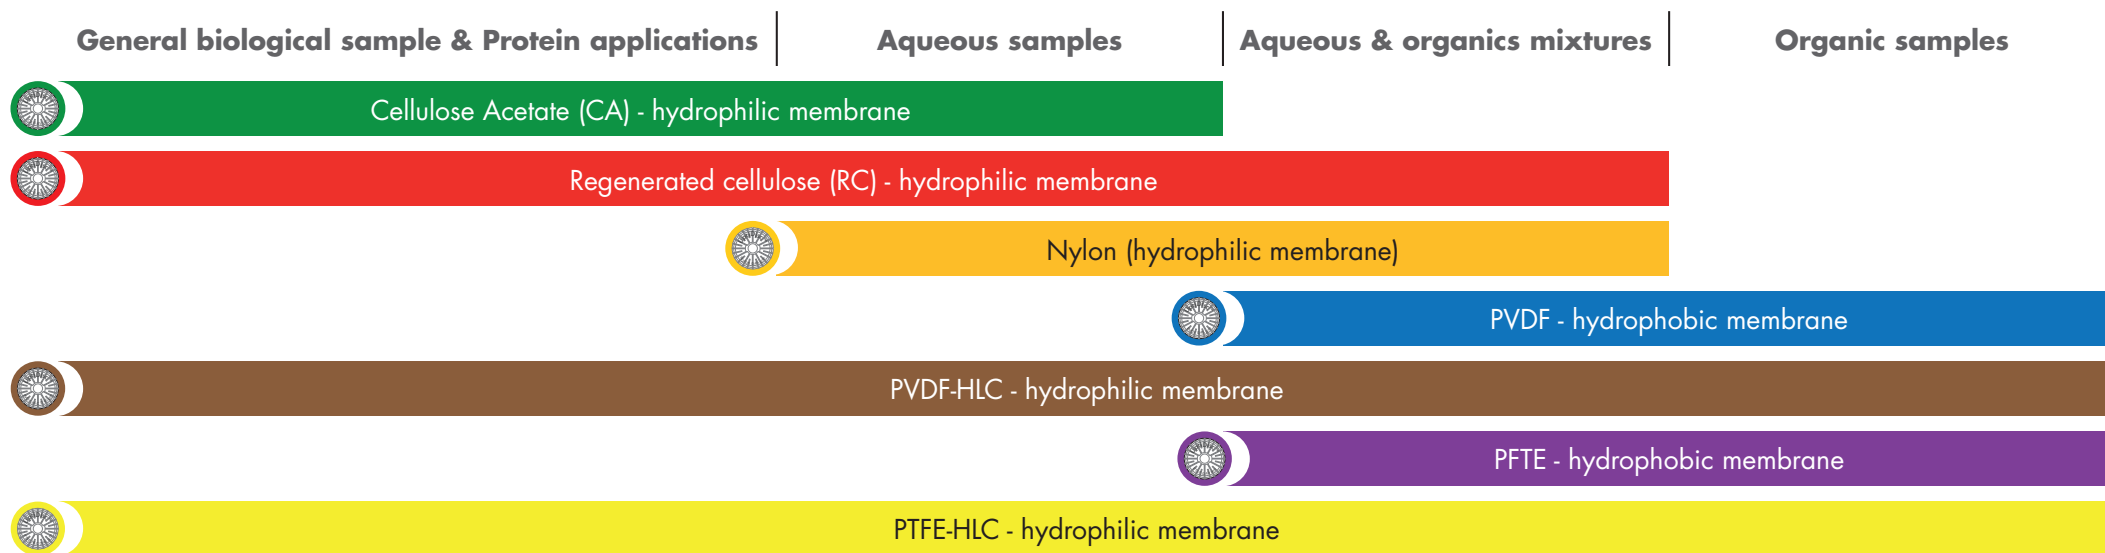 General biological sample & Protein applications
Aqueous samples
Aqueous & organics mixtures
Organic samples
Cellulose Acetate (CA) - hydrophilic membrane
Regenerated cellulose (RC) - hydrophilic membrane
Nylon (hydrophilic membrane)
PVDF - hydrophobic membrane
PVDF-HLC - hydrophilic membrane
PFTE - hydrophobic membrane
PTFE-HLC - hydrophilic membrane